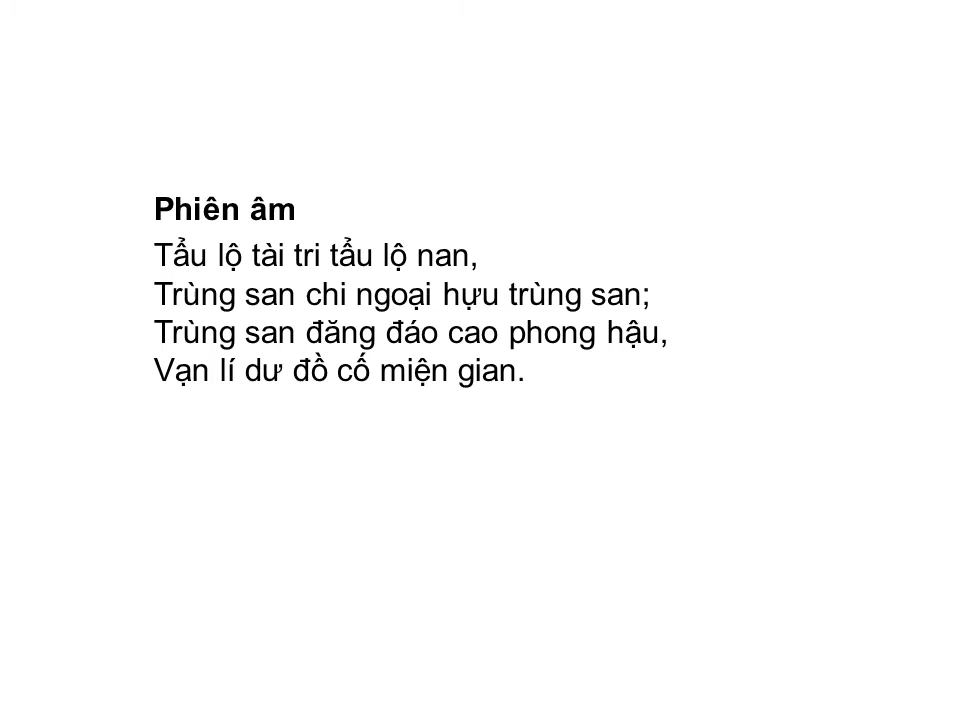 Phiên âm
Tẩu lộ tài tri tẩu lộ nan,
Trùng san chi ngoại hựu trùng san;
Trùng san đăng đáo cao phong hậu,
Vạn lí dư đồ cố miện gian.